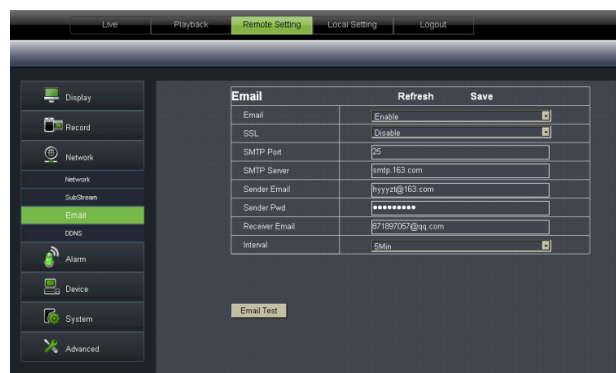 Live Playback Remote Setting Local Setting Logout
Display
Record
Network
Network
SubStream
Email
DDNS
Alarm
Device
System
Advanced
Email Refresh Save
Email Enable
SSL Disable
SMTP Port 25
SMTP Server smtp.163.com
Sender Email hyyyzt@163.com
Sender Pwd •••••••••
Receiver Email 871897057@qq.com
Interval 5Min
Email Test